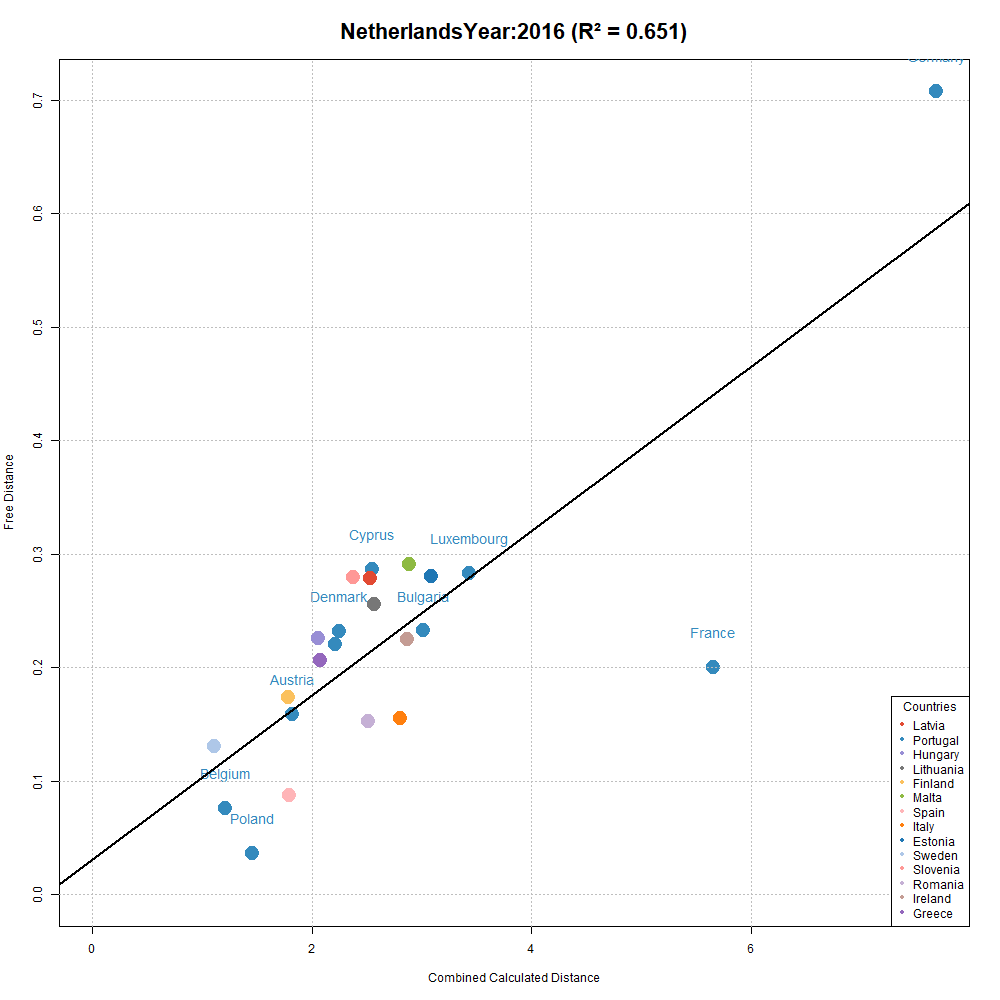 NetherlandsYear:2016 (R² = 0.651)
Germany
0.7
0.6
0.5
0.4
Free Distance
0.3
0.2
0.1
0.0
Cyprus
Luxembourg
Denmark
Bulgaria
France
Austria
Belgium
Poland
Countries
Latvia
Portugal
Hungary
Lithuania
Finland
Malta
Spain
Italy
Estonia
Sweden
Slovenia
Romania
Ireland
Greece
0
2
4
6
Combined Calculated Distance